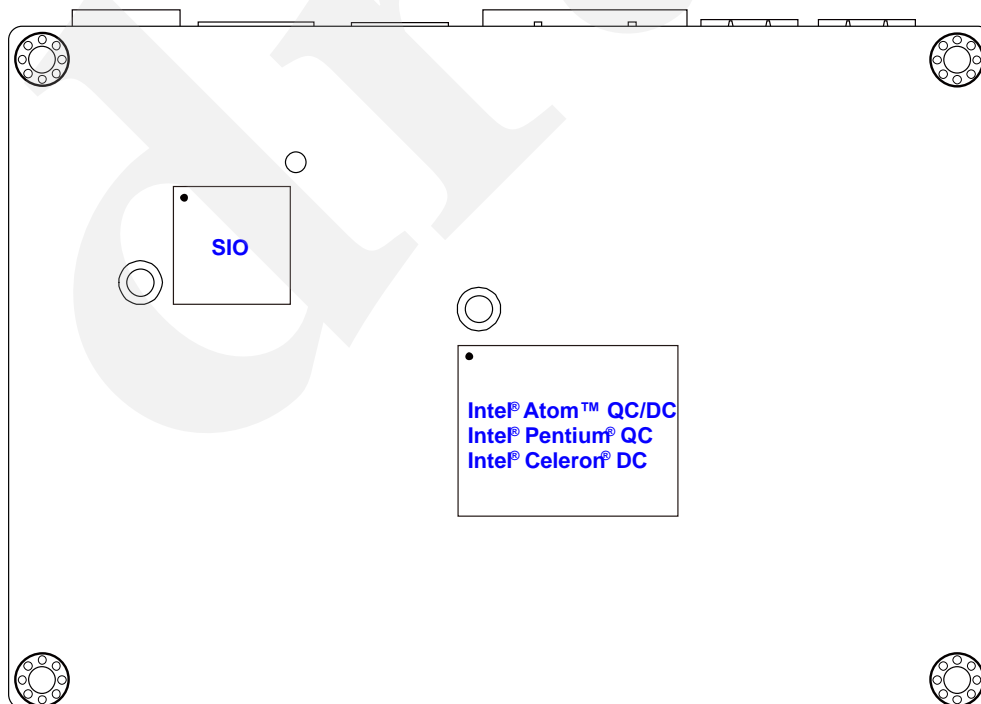 SIO
Intel® Atom™ QC/DC
Intel® Pentium® QC
Intel® Celeron® DC